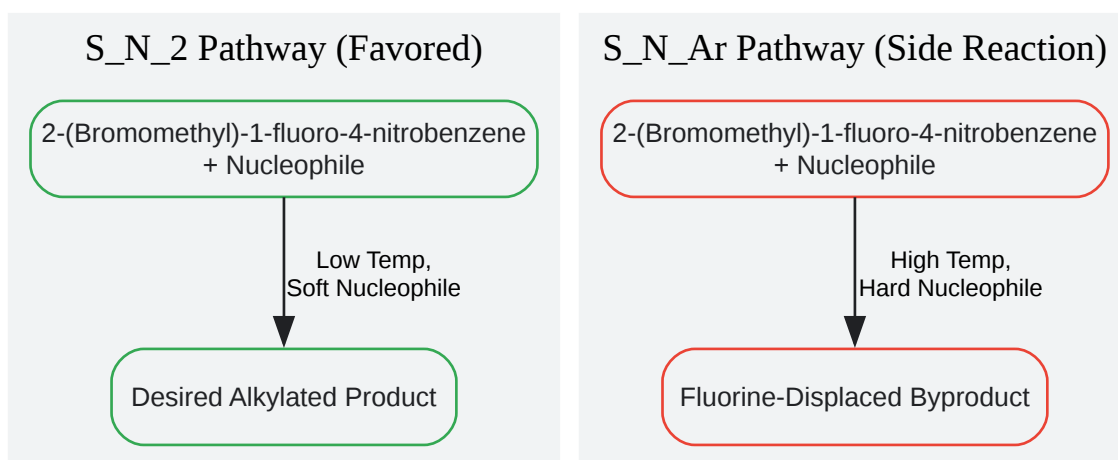 S_N_2 Pathway (Favored)
2-(Bromomethyl)-1-fluoro-4-nitrobenzene
+ Nucleophile
Low Temp,
Soft Nucleophile
Desired Alkylated Product
S_N_Ar Pathway (Side Reaction)
2-(Bromomethyl)-1-fluoro-4-nitrobenzene
+ Nucleophile
High Temp,
Hard Nucleophile
Fluorine-Displaced Byproduct